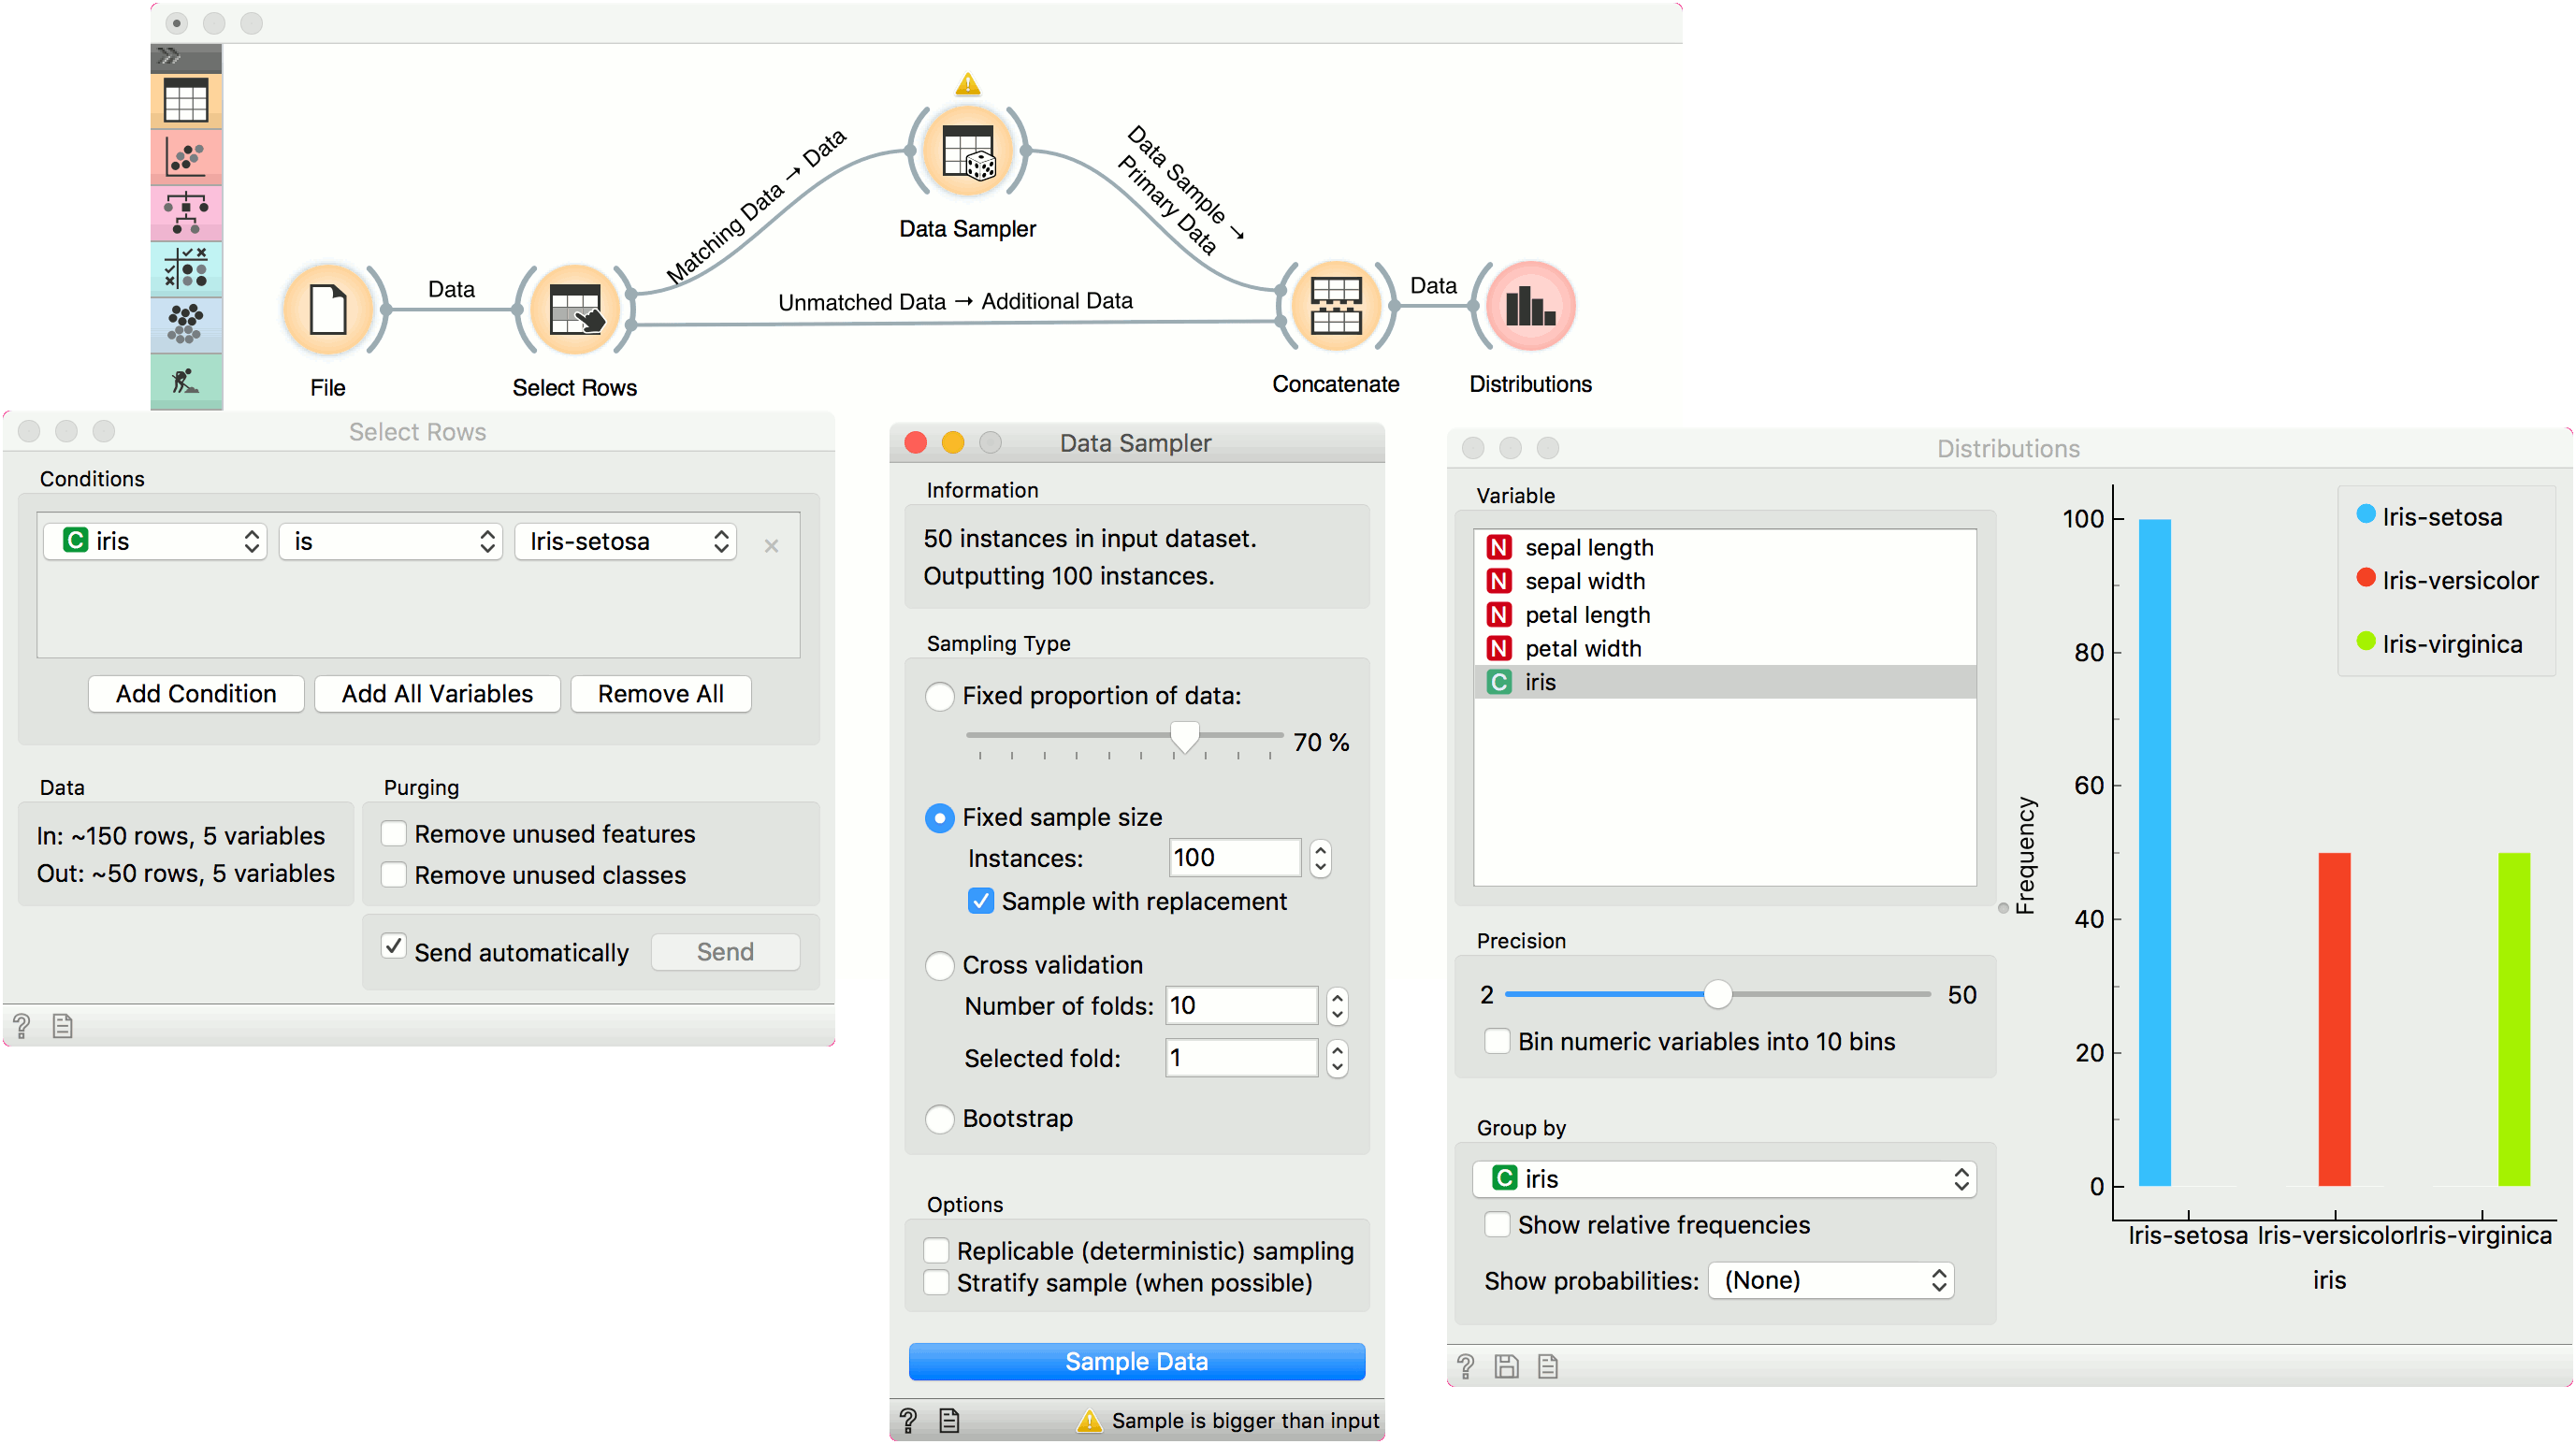 Data Sampler
Matching Data → Data
Data Sample →
Primary Data
Data
Unmatched Data → Additional Data
Data
File
Select Rows
Concatenate
Distributions
Select Rows
Conditions
C iris
is
Iris-setosa
Add Condition
Add All Variables
Remove All
Data
In: ~150 rows, 5 variables
Out: ~50 rows, 5 variables
Purging
Remove unused features
Remove unused classes
Send automatically
Send
?
Data Sampler
Information
50 instances in input dataset.
Outputting 100 instances.
Sampling Type
Fixed proportion of data:
70 %
Fixed sample size
Instances: 100
Sample with replacement
Cross validation
Number of folds: 10
Selected fold: 1
Bootstrap
Options
Replicable (deterministic) sampling
Stratify sample (when possible)
Sample Data
?
Sample is bigger than input
Distributions
Variable
N sepal length
N sepal width
N petal length
N petal width
C iris
Precision
2
50
Bin numeric variables into 10 bins
Group by
C iris
Show relative frequencies
Show probabilities: (None)
?
Frequency
100
80
60
40
20
0
Iris-setosa
Iris-versicolor
Iris-virginica
Iris-setosa
Iris-versicolor
Iris-virginica
iris